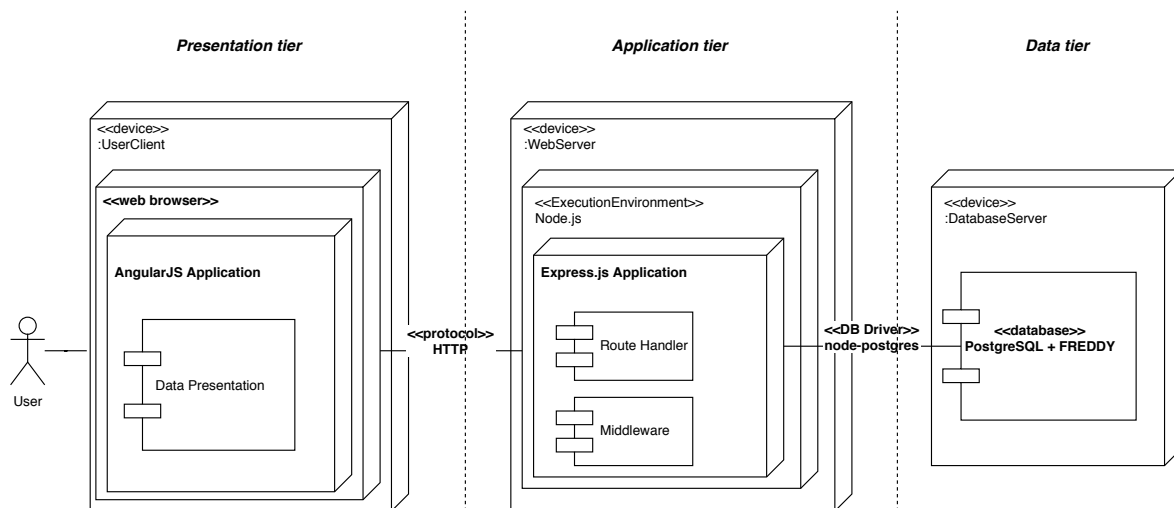 Presentation tier
Application tier
Data tier
<<device>>
:UserClient
<<web browser>>
AngularJS Application
Data Presentation
User
<<protocol>>
HTTP
<<device>>
:WebServer
<<ExecutionEnvironment>>
Node.js
Express.js Application
Route Handler
Middleware
<<DB Driver>>
node-postgres
<<device>>
:DatabaseServer
<<database>>
PostgreSQL + FREDDY